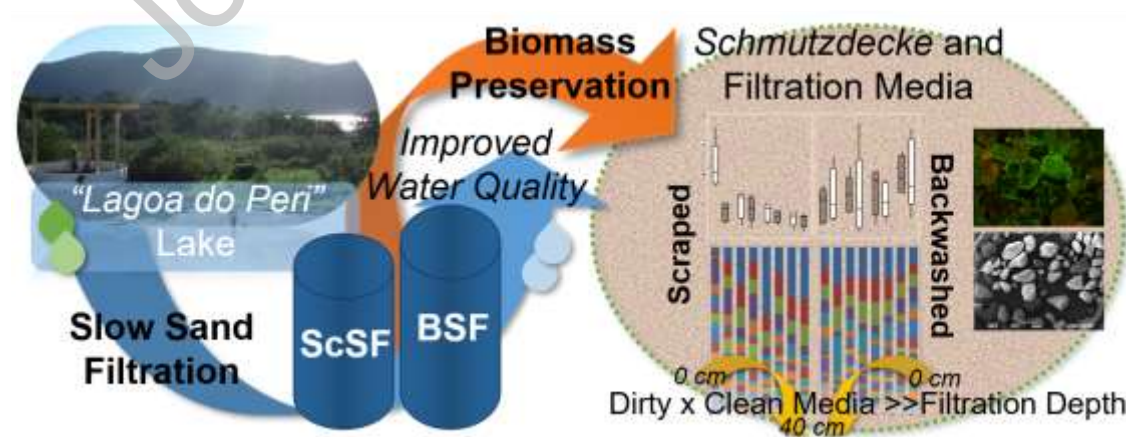 Jo
"Lagoa do Peri"
Lake
Slow Sand
Filtration
ScSF
BSF
Biomass
Preservation
Improved
Water Quality
Schmutzdecke and
Filtration Media
Scraped
Backwashed
0 cm
0 cm
Dirty x Clean Media >>Filtration Depth
40 cm